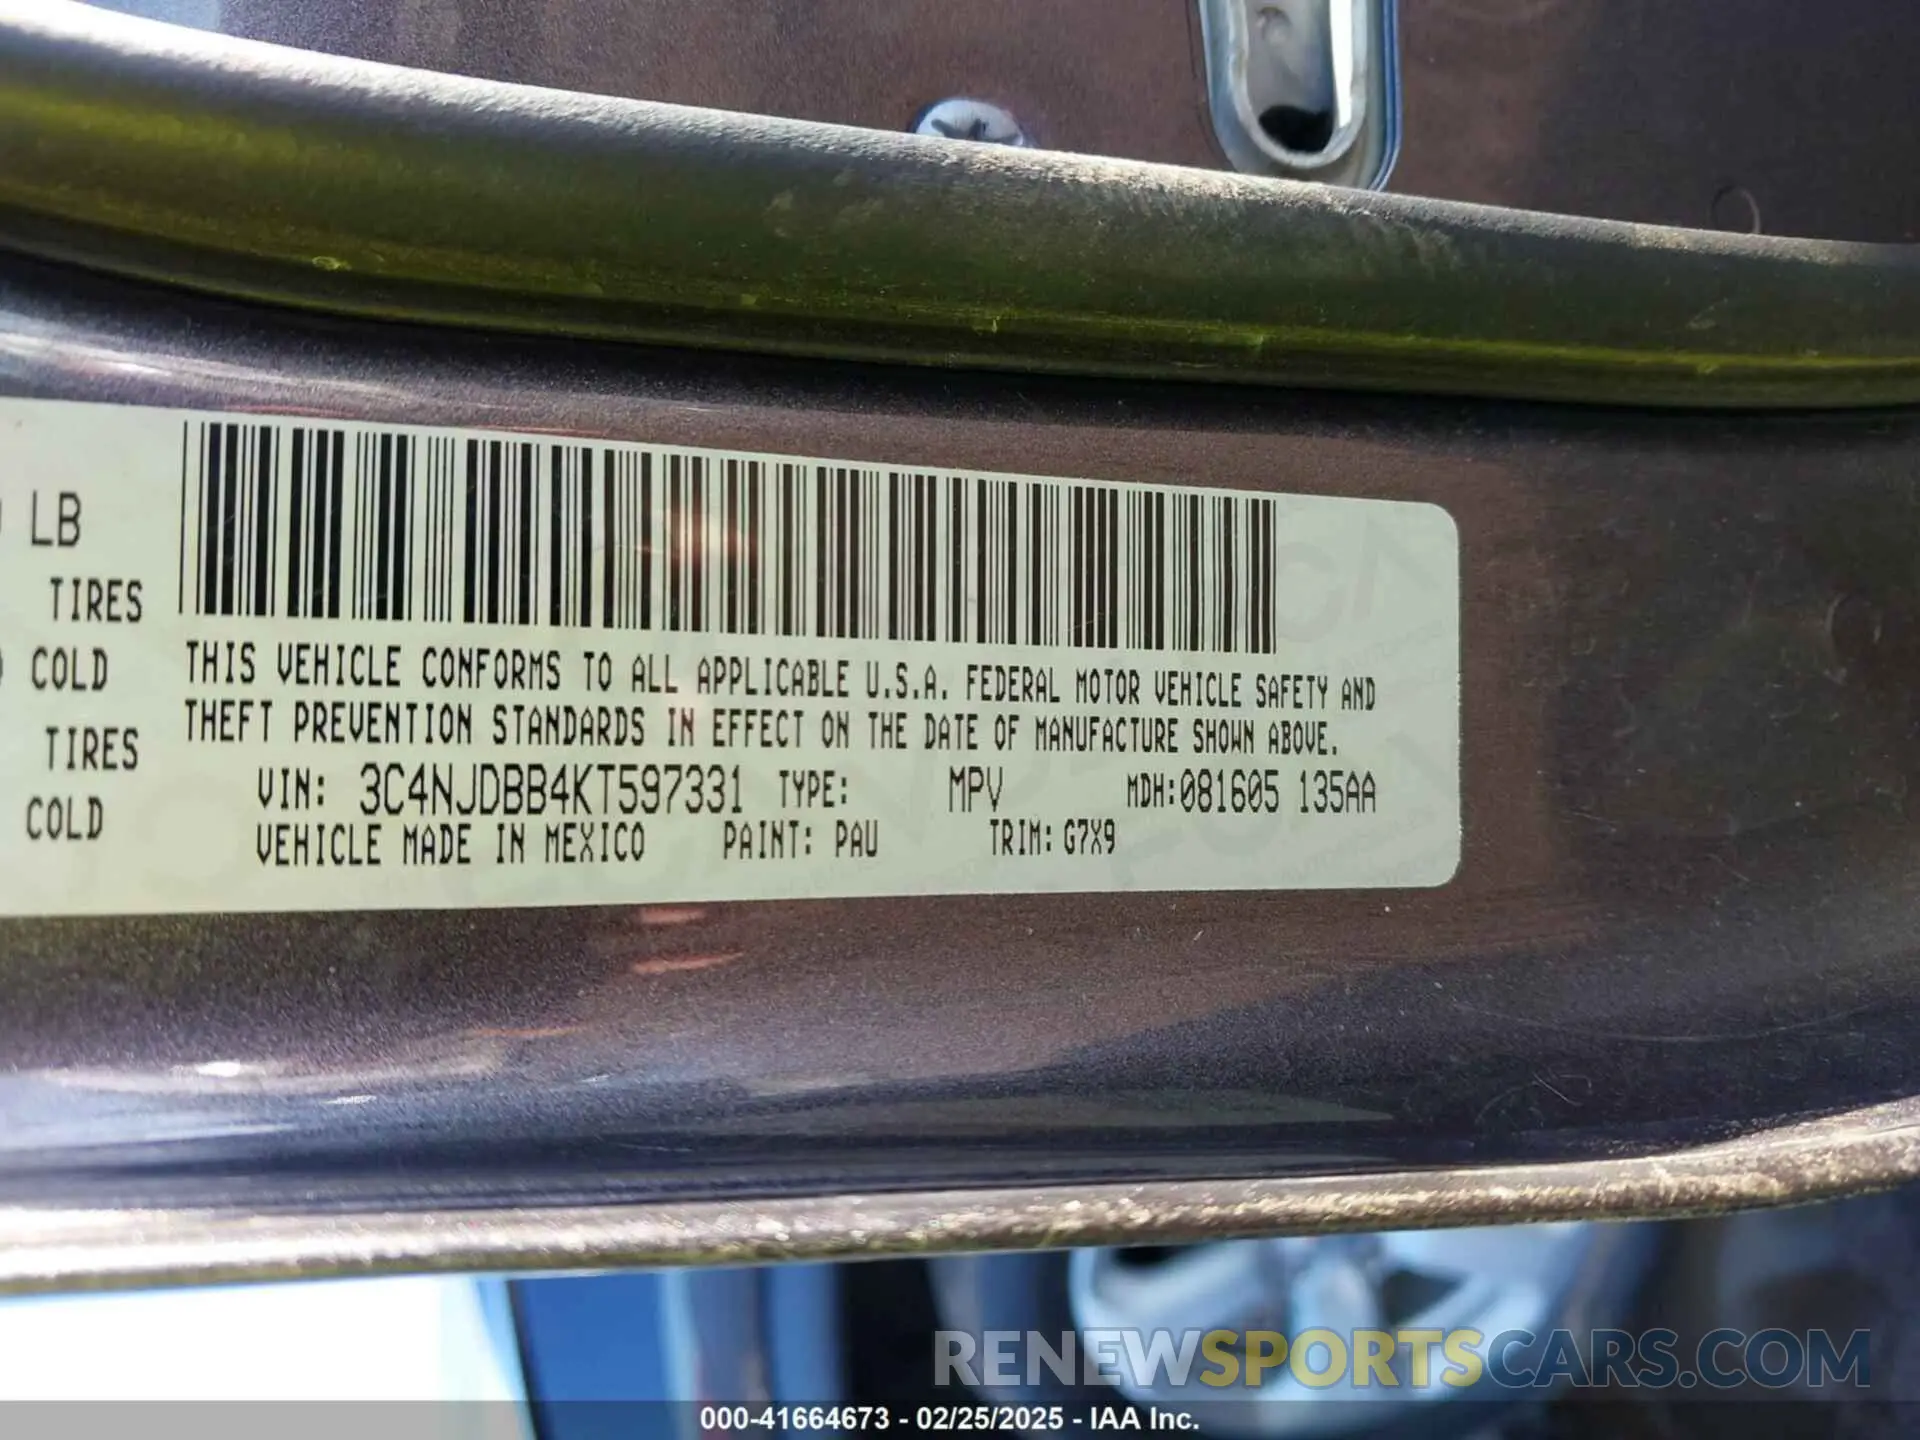 LB
TIRES
COLD
TIRES
COLD
THIS VEHICLE CONFORMS TO ALL APPLICABLE U.S.A. FEDERAL MOTOR VEHICLE SAFETY AND
THEFT PREVENTION STANDARDS IN EFFECT ON THE DATE OF MANUFACTURE SHOWN ABOVE.
VIN: 3C4NJDBB4KT597331 TYPE: MPV MDH:081605 135AA
VEHICLE MADE IN MEXICO PAINT: PAU TRIM: G7X9
RENEWSPORTSCARS.COM
000-41664673 - 02/25/2025 - IAA Inc.